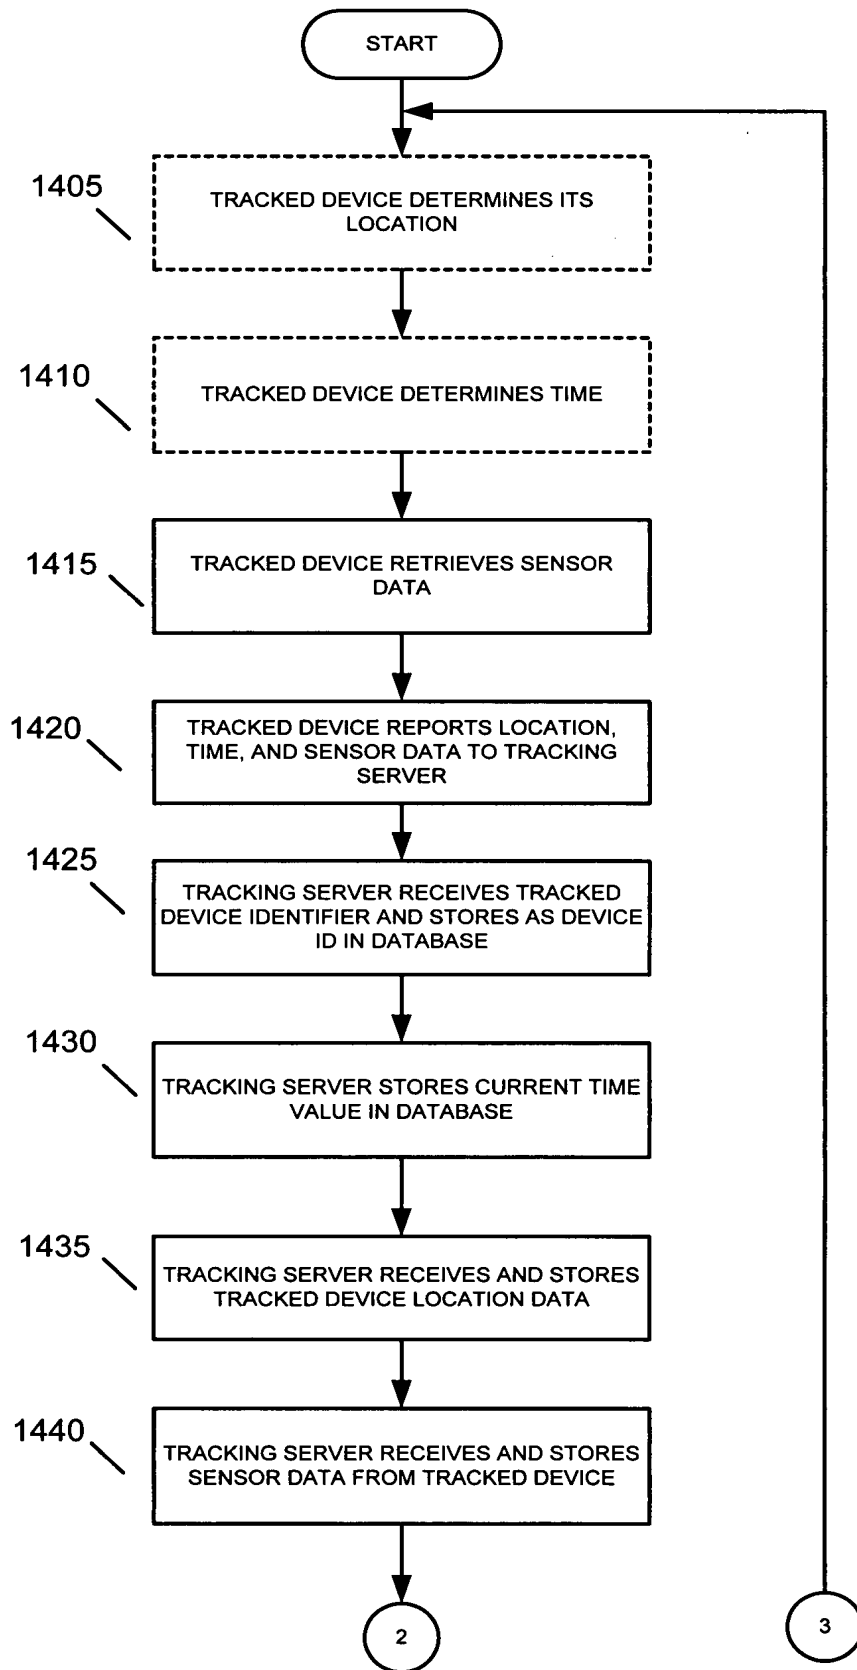 START
1405
TRACKED DEVICE DETERMINES ITS
LOCATION
1410
TRACKED DEVICE DETERMINES TIME
1415
TRACKED DEVICE RETRIEVES SENSOR
DATA
1420
TRACKED DEVICE REPORTS LOCATION,
TIME, AND SENSOR DATA TO TRACKING
SERVER
1425
TRACKING SERVER RECEIVES TRACKED
DEVICE IDENTIFIER AND STORES AS DEVICE
ID IN DATABASE
1430
TRACKING SERVER STORES CURRENT TIME
VALUE IN DATABASE
1435
TRACKING SERVER RECEIVES AND STORES
TRACKED DEVICE LOCATION DATA
1440
TRACKING SERVER RECEIVES AND STORES
SENSOR DATA FROM TRACKED DEVICE
2
3